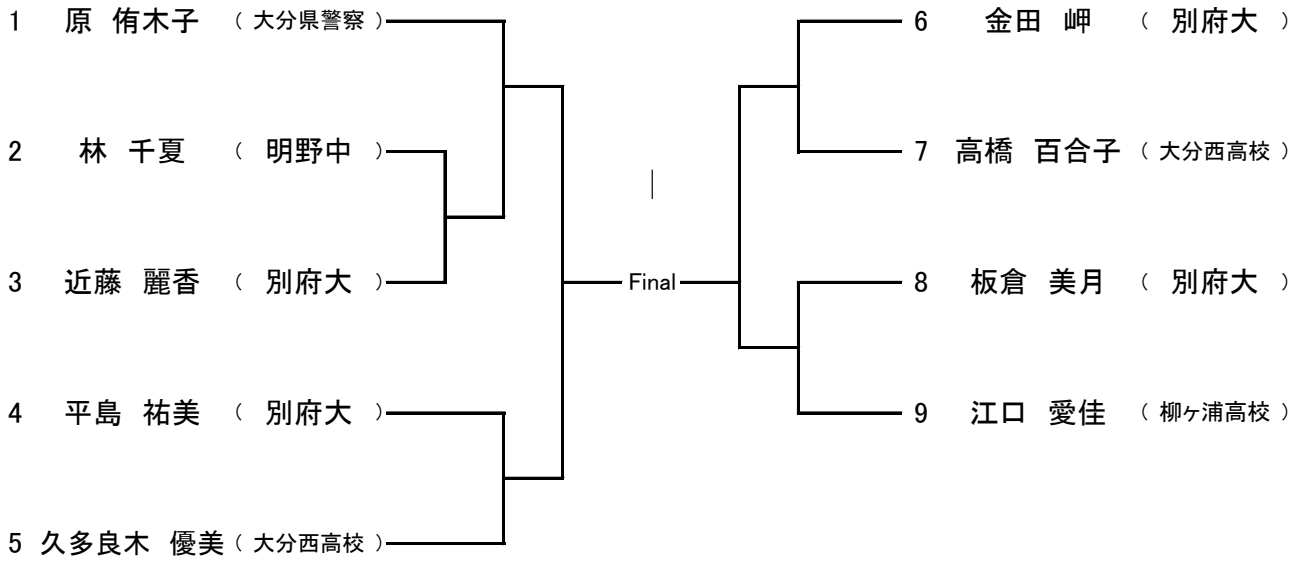 1 原 侑木子 ( 大分県警察 )
2 林 千夏 ( 明野中 )
3 近藤 麗香 ( 別府大 )
4 平島 祐美 ( 別府大 )
5 久多良木 優美 ( 大分西高校 )
Final
6 金田 岬 ( 別府大 )
7 高橋 百合子 ( 大分西高校 )
8 板倉 美月 ( 別府大 )
9 江口 愛佳 ( 柳ヶ浦高校 )